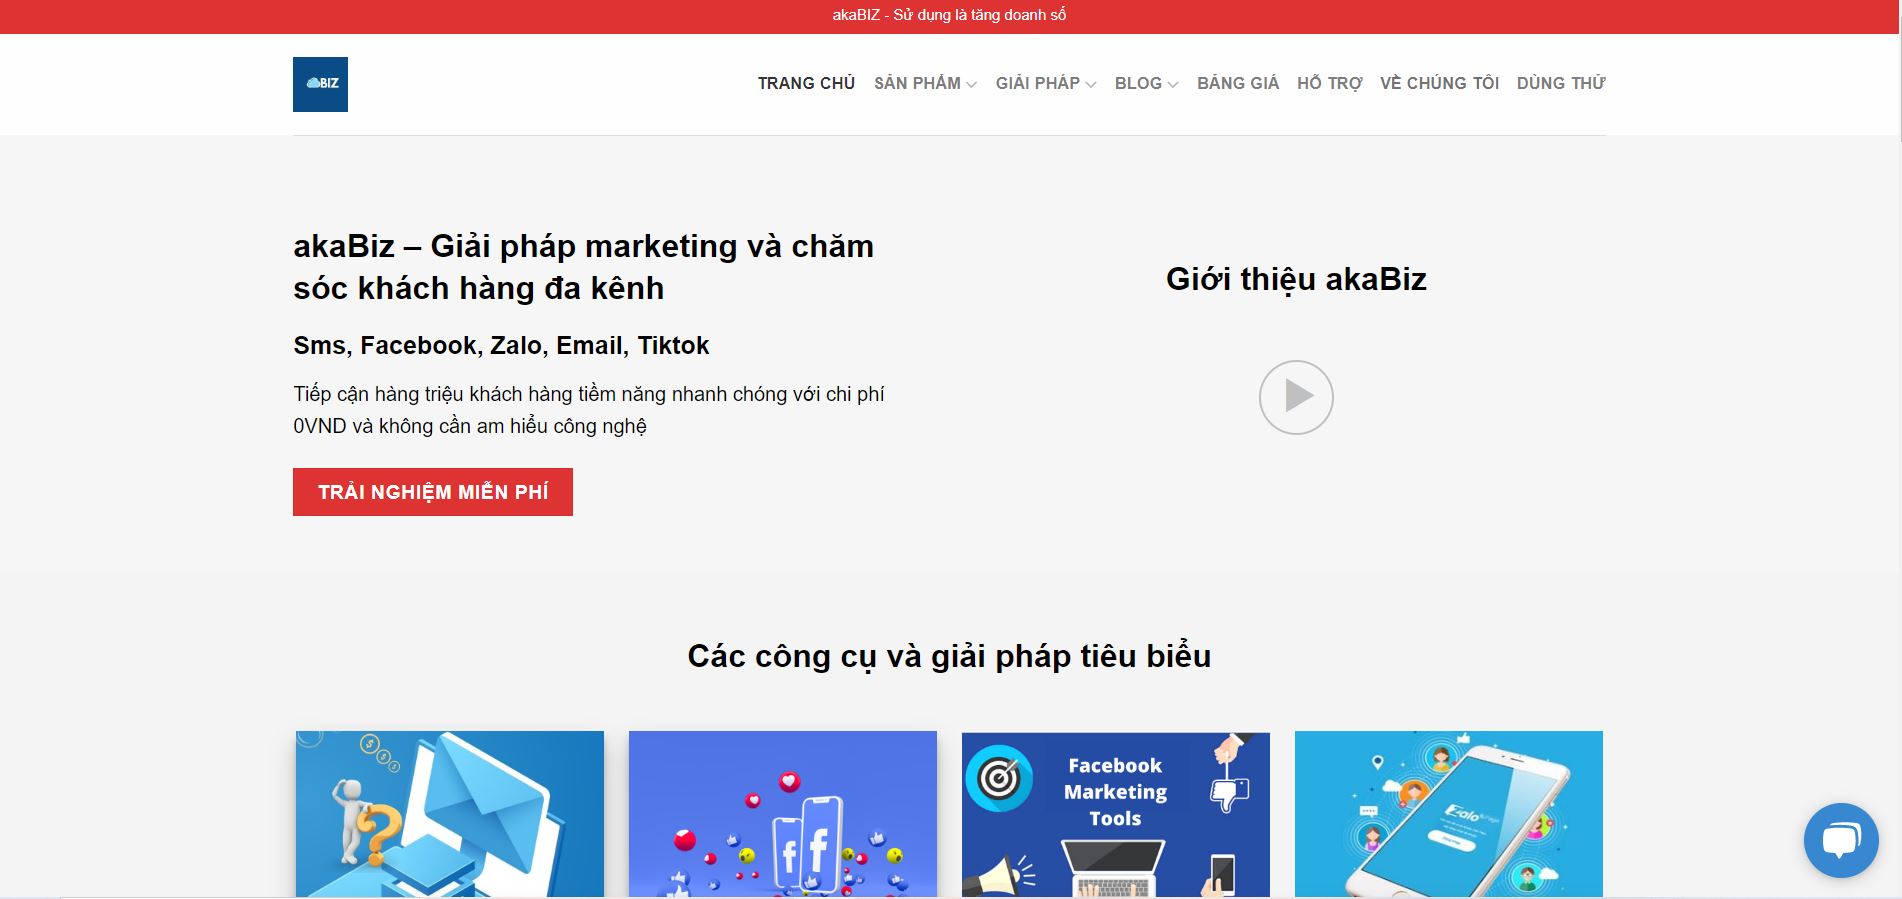 akaBIZ - Sử dụng là tăng doanh số
BIZ
TRANG CHỦ SẢN PHẨM GIẢI PHÁP BLOG BẢNG GIÁ HỖ TRỢ VỀ CHÚNG TÔI DÙNG THỬ
akaBiz – Giải pháp marketing và chăm
sóc khách hàng đa kênh
Giới thiệu akaBiz
Sms, Facebook, Zalo, Email, Tiktok
Tiếp cận hàng triệu khách hàng tiềm năng nhanh chóng với chi phí
0VND và không cần am hiểu công nghệ
TRẢI NGHIỆM MIỄN PHÍ
Các công cụ và giải pháp tiêu biểu
Facebook
Marketing
Tools
Zalo